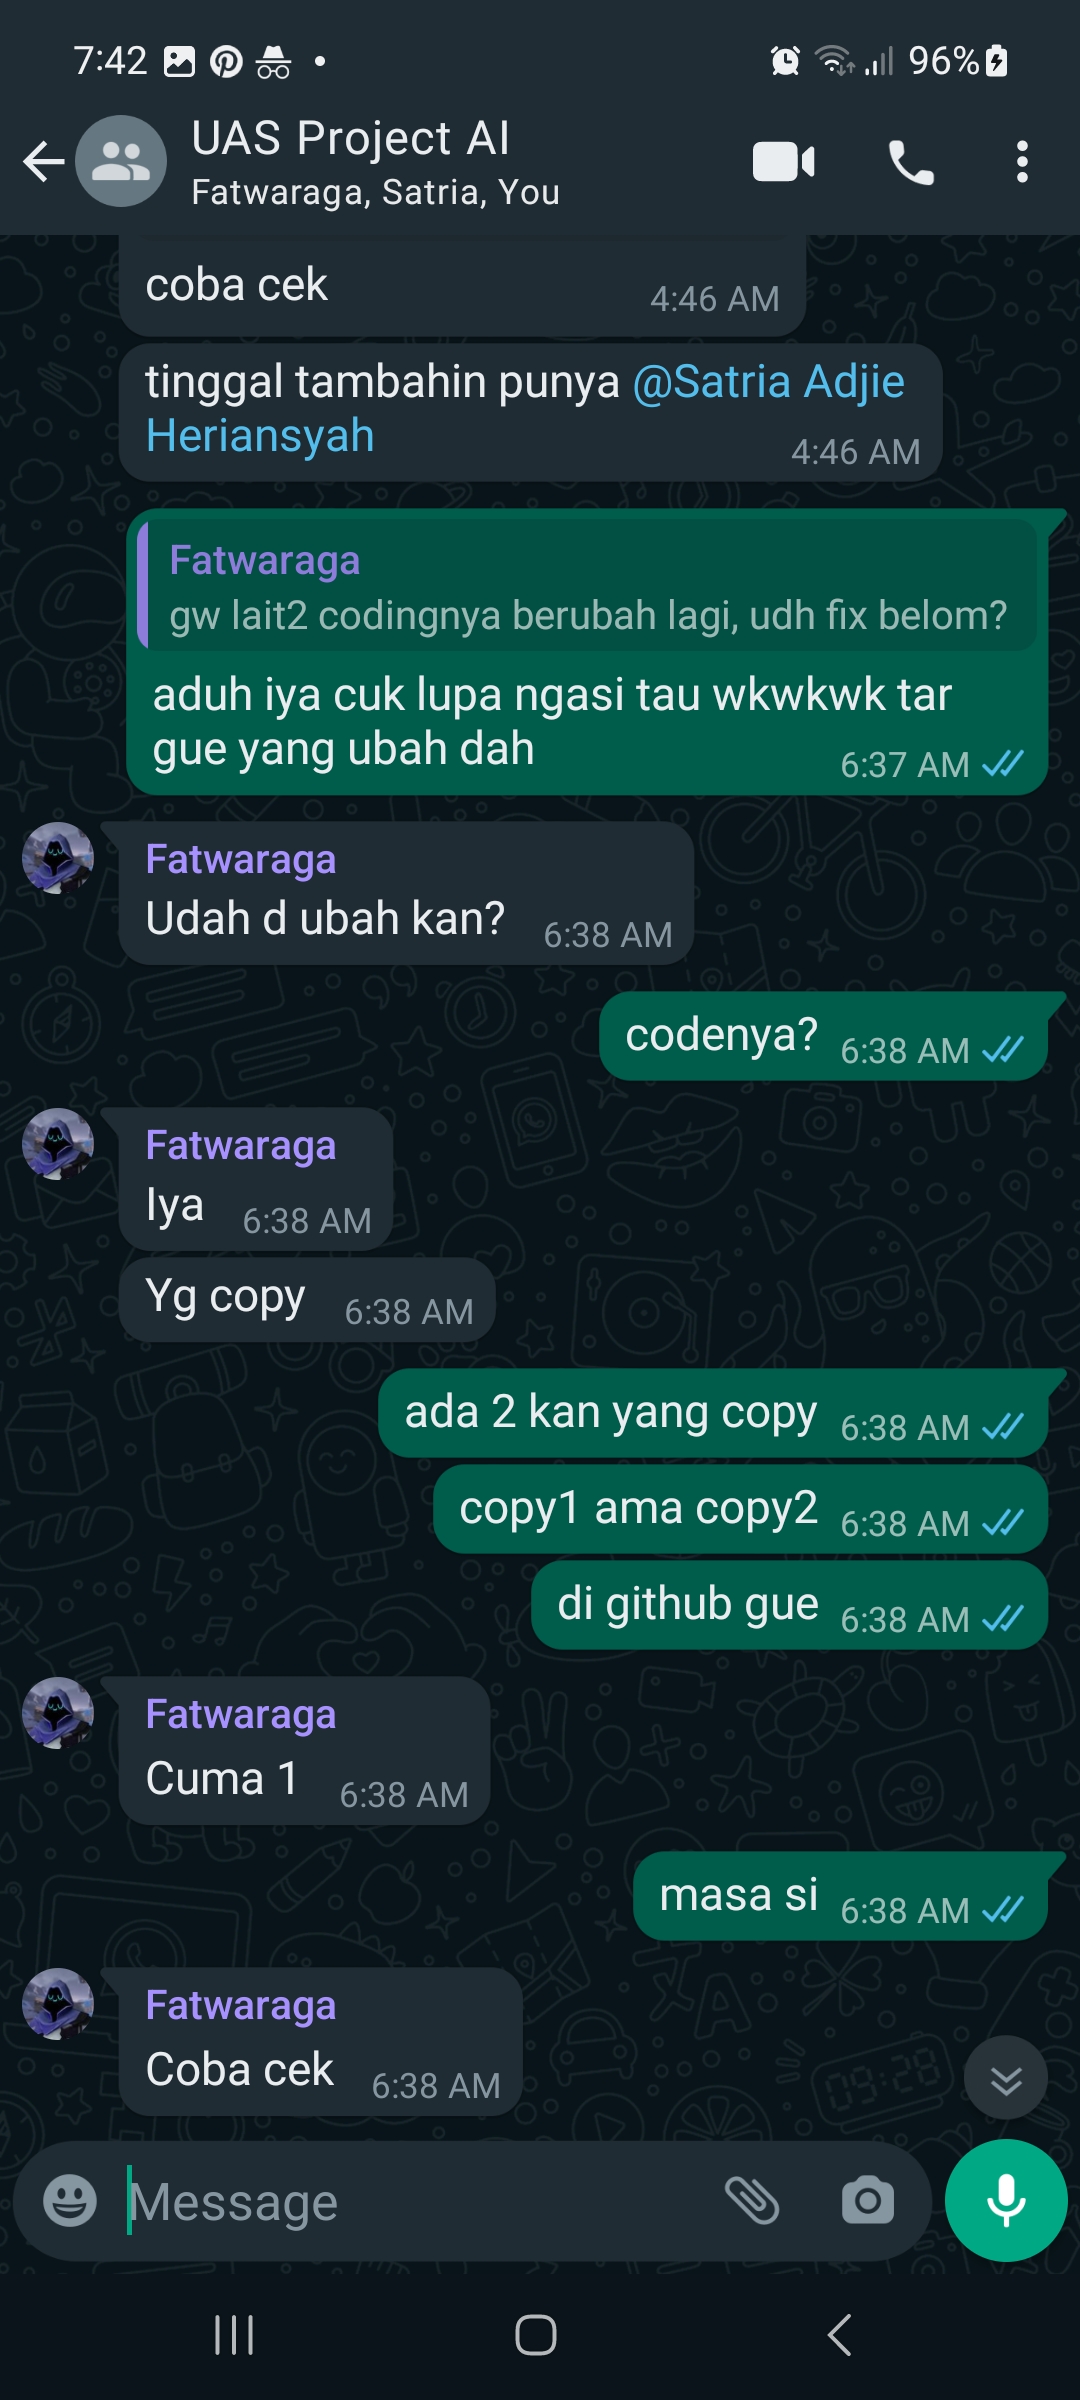 7:42
96%
UAS Project AI
Fatwaraga, Satria, You
coba cek
4:46 AM
tinggal tambahin punya @Satria Adjie
Heriansyah
4:46 AM
Fatwaraga
gw lait2 codingnya berubah lagi, udh fix belom?
aduh iya cuk lupa ngasi tau wkwkwk tar
gue yang ubah dah
6:37 AM
Fatwaraga
Udah d ubah kan?
6:38 AM
codenya?
6:38 AM
Fatwaraga
Iya
6:38 AM
Yg copy
6:38 AM
ada 2 kan yang copy
6:38 AM
copy1 ama copy2
6:38 AM
di github gue
6:38 AM
Fatwaraga
Cuma 1
6:38 AM
masa si
6:38 AM
Fatwaraga
Coba cek
6:38 AM
09:28
Message